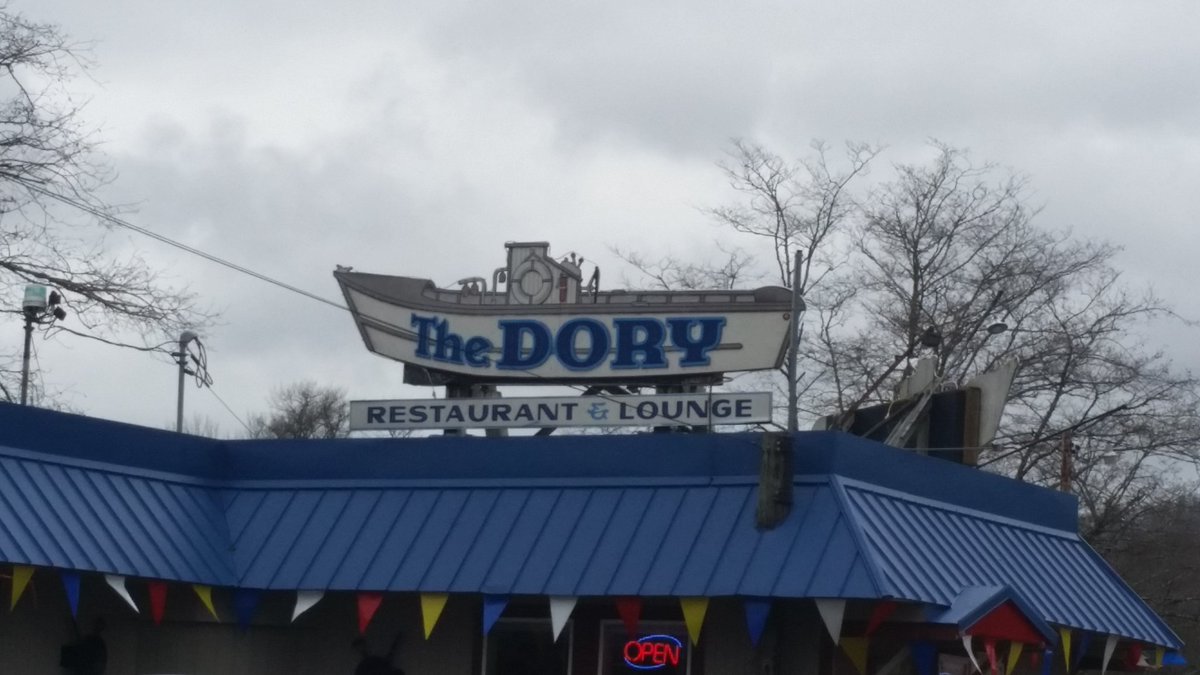 The DORY
RESTAURANT & LOUNGE
OPEN